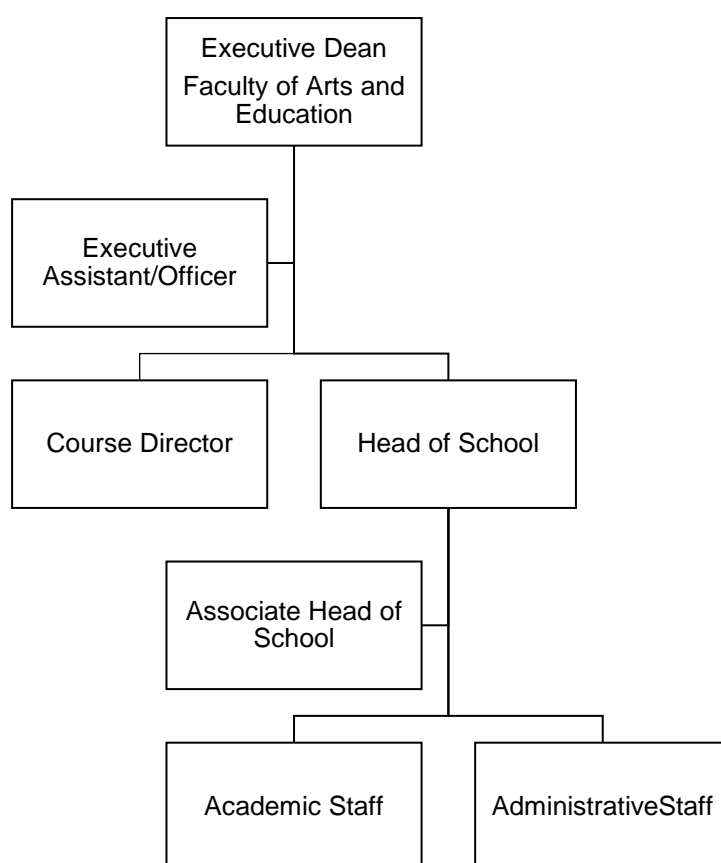 Executive Dean
Faculty of Arts and
Education
Executive
Assistant/Officer
Course Director
Head of School
Associate Head of
School
Academic Staff
AdministrativeStaff